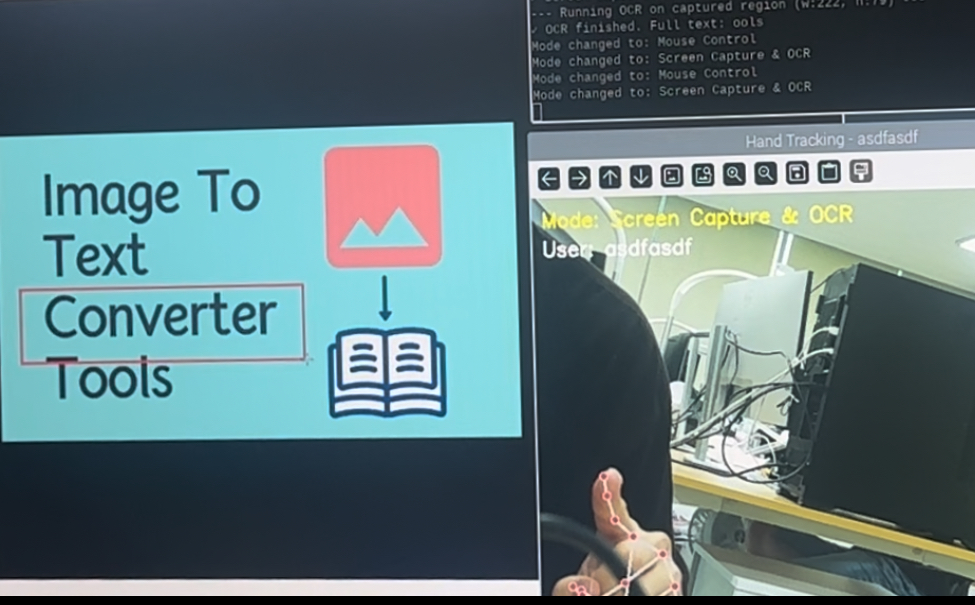 --- Running OCR on captured region (W:222, H:79)
OCR finished. Full text: ools
Mode changed to: Mouse Control
Mode changed to: Screen Capture & OCR
Mode changed to: Mouse Control
Mode changed to: Screen Capture & OCR
Image To
Text
Converter
Tools
Hand Tracking - asdfasdf
Mode: Screen Capture & OCR
User: asdfasdf